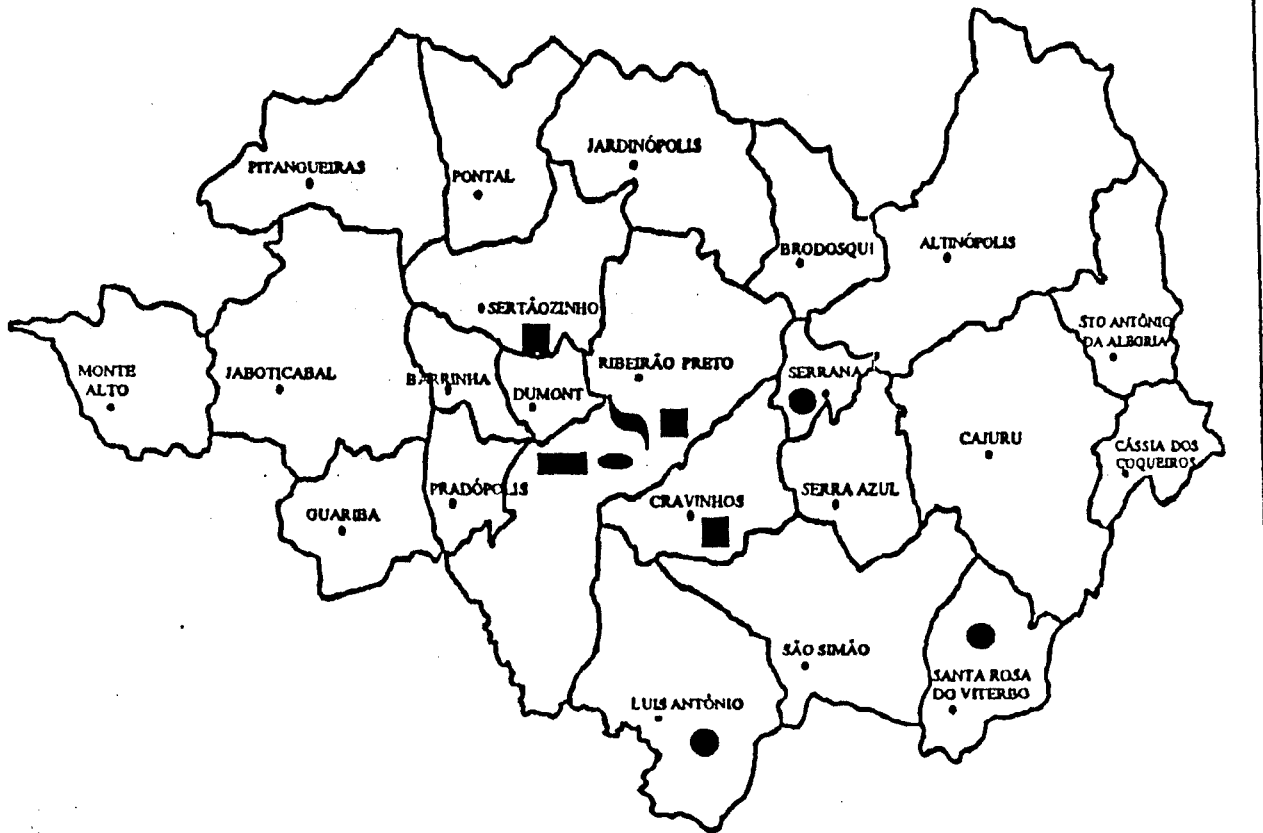 JARDINÓPOLIS
PITANGUEIRAS
PONTAL
BRODOSQUI
ALTINÓPOLIS
SERTÃOZINHO
STO ANTÔNIO
DA ALEGRIA
RIBEIRÃO PRETO
MONTE
ALTO
JABOTICABAL
BARRINHA
DUMONT
SERRANA
CAJURU
CÁSSIA DOS
COQUEIROS
PRADÓPOLIS
CRAVINHOS
SERRA AZUL
GUARIBA
SÃO SIMÃO
SANTA ROSA
DO VITERBO
LUIS ANTÔNIO